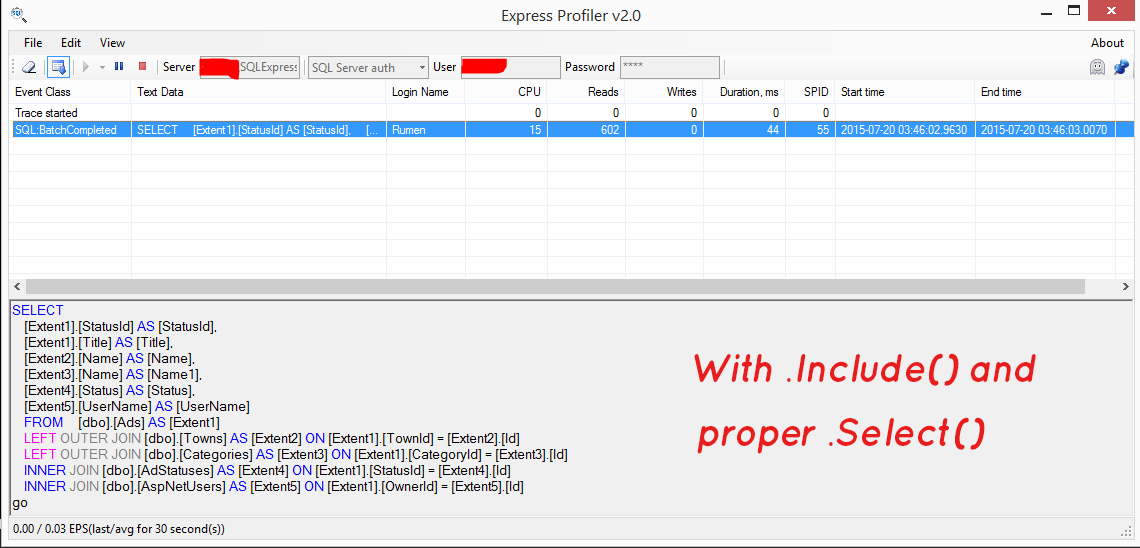 Express Profiler v2.0
File Edit View About
Server SQLExpress SQL Server auth User Password ****
Event Class Text Data Login Name CPU Reads Writes Duration, ms SPID Start time End time
Trace started 0 0 0 0 0
SQL:BatchCompleted SELECT [Extent1].[StatusId] AS [StatusId], [... Rumen 15 602 0 44 55 2015-07-20 03:46:02.9630 2015-07-20 03:46:03.0070
SELECT
[Extent1].[StatusId] AS [StatusId],
[Extent1].[Title] AS [Title],
[Extent2].[Name] AS [Name],
[Extent3].[Name] AS [Name1],
[Extent4].[Status] AS [Status],
[Extent5].[UserName] AS [UserName]
FROM [dbo].[Ads] AS [Extent1]
LEFT OUTER JOIN [dbo].[Towns] AS [Extent2] ON [Extent1].[TownId] = [Extent2].[Id]
LEFT OUTER JOIN [dbo].[Categories] AS [Extent3] ON [Extent1].[CategoryId] = [Extent3].[Id]
INNER JOIN [dbo].[AdStatuses] AS [Extent4] ON [Extent1].[StatusId] = [Extent4].[Id]
INNER JOIN [dbo].[AspNetUsers] AS [Extent5] ON [Extent1].[OwnerId] = [Extent5].[Id]
go
With .Include() and
proper .Select()
0.00 / 0.03 EPS(last/avg for 30 second(s))